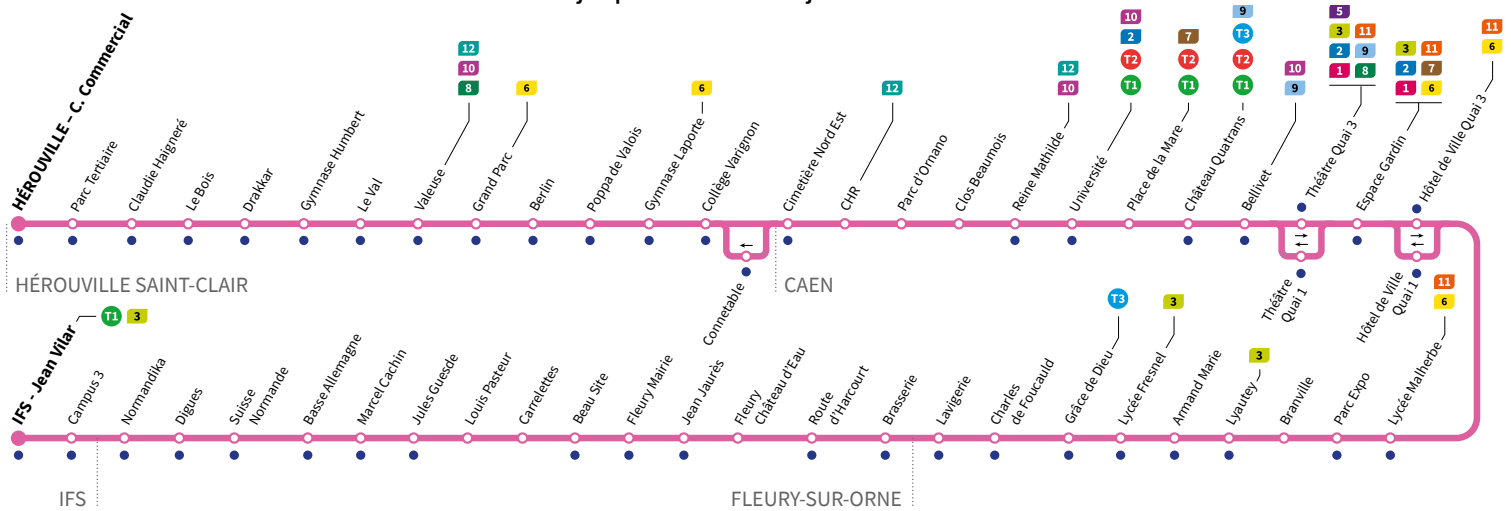 HÉROUVILLE – C. Commercial
Parc Tertiaire
Claudie Haigneré
Le Bois
Drakkar
Gymnase Humbert
Le Val
Valeuse
12
10
8
Grand Parc
6
Berlin
Poppa de Valois
Gymnase Laporte
6
Collège Varignon
Connetable
Cimetière Nord Est
CHR
12
Parc d'Ornano
Clos Beaumois
Reine Mathilde
12
10
Université
10
2
T2
T1
Place de la Mare
7
T2
T1
Château Quatrans
9
T3
T2
T1
Bellivet
10
9
Théâtre Quai 3
5
3 11
2 9
1 8
Théâtre
Quai 1
Espace Gardin
3 11
2 7
1 6
Hôtel de Ville Quai 3
11
6
Hôtel de Ville
Quai 1
HÉROUVILLE SAINT-CLAIR
CAEN
IFS - Jean Vilar
T1 3
Campus 3
Normandika
Digues
Suisse
Normande
Basse Allemagne
Marcel Cachin
Jules Guesde
Louis Pasteur
Carrelettes
Beau Site
Fleury Mairie
Jean Jaurès
Fleury
Château d'Eau
Route
d'Harcourt
Brasserie
Lavigerie
Charles
de Foucauld
Grâce de Dieu
T3
Lycée Fresnel
3
Armand Marie
Lyautey
3
Branville
Parc Expo
Lycée Malherbe
11
6
IFS
FLEURY-SUR-ORNE